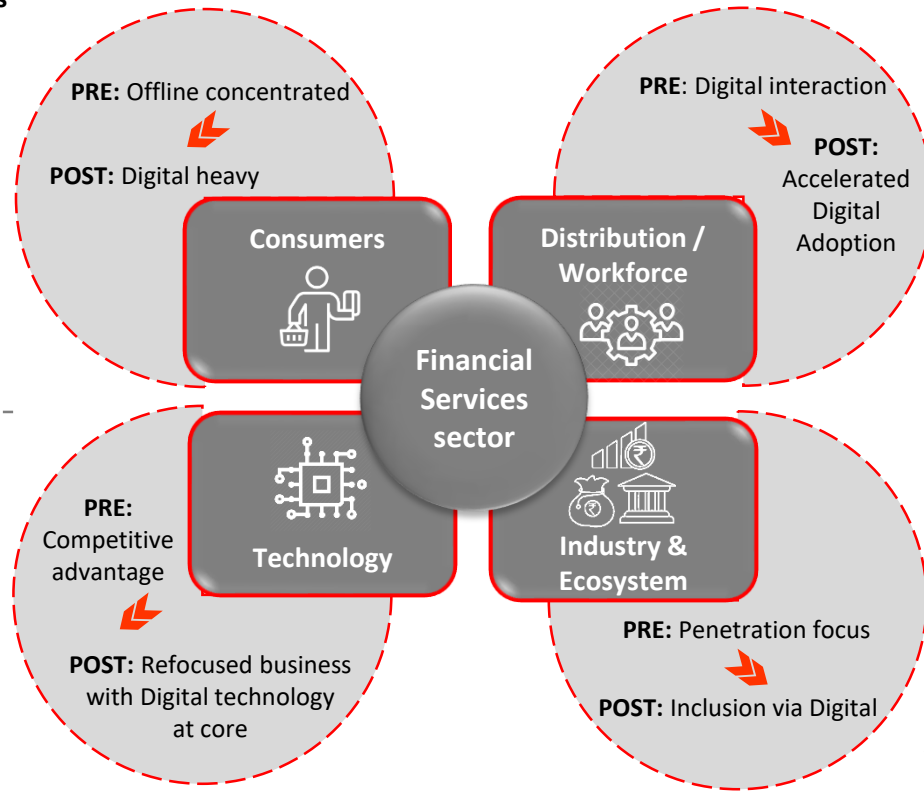 s
PRE: Offline concentrated
POST: Digital heavy
Consumers
PRE: Digital interaction
POST:
Accelerated
Digital
Adoption
Distribution /
Workforce
Financial
Services
sector
PRE:
Competitive
advantage
POST: Refocused business
with Digital technology
at core
Technology
₹
₹
Industry &
Ecosystem
PRE: Penetration focus
POST: Inclusion via Digital